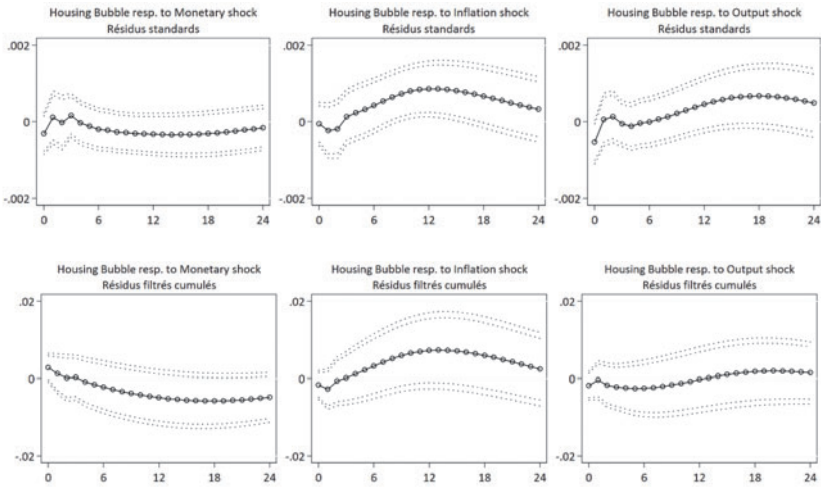 Housing Bubble resp. to Monetary shock
Résidus standards
.002
0
-.002
0 6 12 18 24
Housing Bubble resp. to Inflation shock
Résidus standards
.002
0
-.002
0 6 12 18 24
Housing Bubble resp. to Output shock
Résidus standards
.002
0
-.002
0 6 12 18 24
Housing Bubble resp. to Monetary shock
Résidus filtrés cumulés
.02
0
-.02
0 6 12 18 24
Housing Bubble resp. to Inflation shock
Résidus filtrés cumulés
.02
0
-.02
0 6 12 18 24
Housing Bubble resp. to Output shock
Résidus filtrés cumulés
.02
0
-.02
0 6 12 18 24